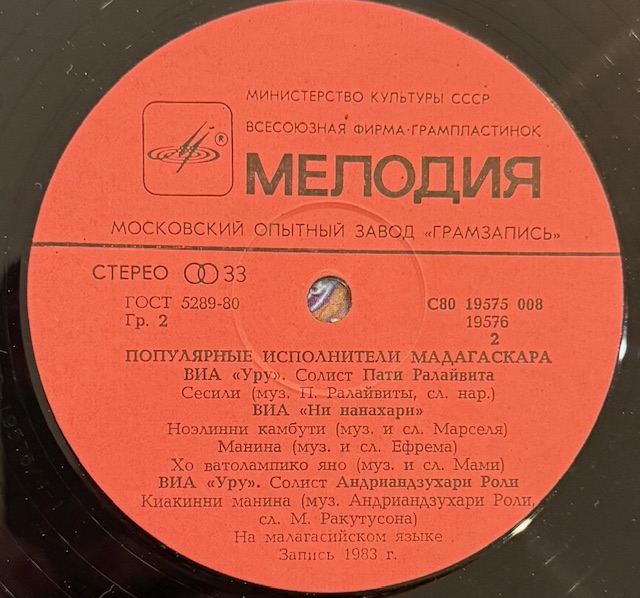 МИНИСТЕРСТВО КУЛЬТУРЫ СССР
ВСЕСОЮЗНАЯ ФИРМА·ГРАМПЛАСТИНОК
®
МЕЛОДИЯ
МОСКОВСКИЙ ОПЫТНЫЙ ЗАВОД «ГРАМЗАПИСЬ»
СТЕРЕО 33
ГОСТ 5289-80
Гр. 2
С80 19575 008
19576
2
ПОПУЛЯРНЫЕ ИСПОЛНИТЕЛИ МАДАГАСКАРА
ВИА «Уру». Солист Пати Ралайвита
Сесили (муз. П. Ралайвиты, сл. нар.)
ВИА «Ни нанахари»
Ноэлинни камбути (муз. и сл. Марселя)
Манина (муз. и сл. Ефрема)
Хо ватолампико яно (муз. и сл. Мами)
ВИА «Уру». Солист Андриандзухари Роли
Киакинни манина (муз. Андриандзухари Роли,
сл. М. Ракутусона)
На малагасийском языке
Запись 1983 г.